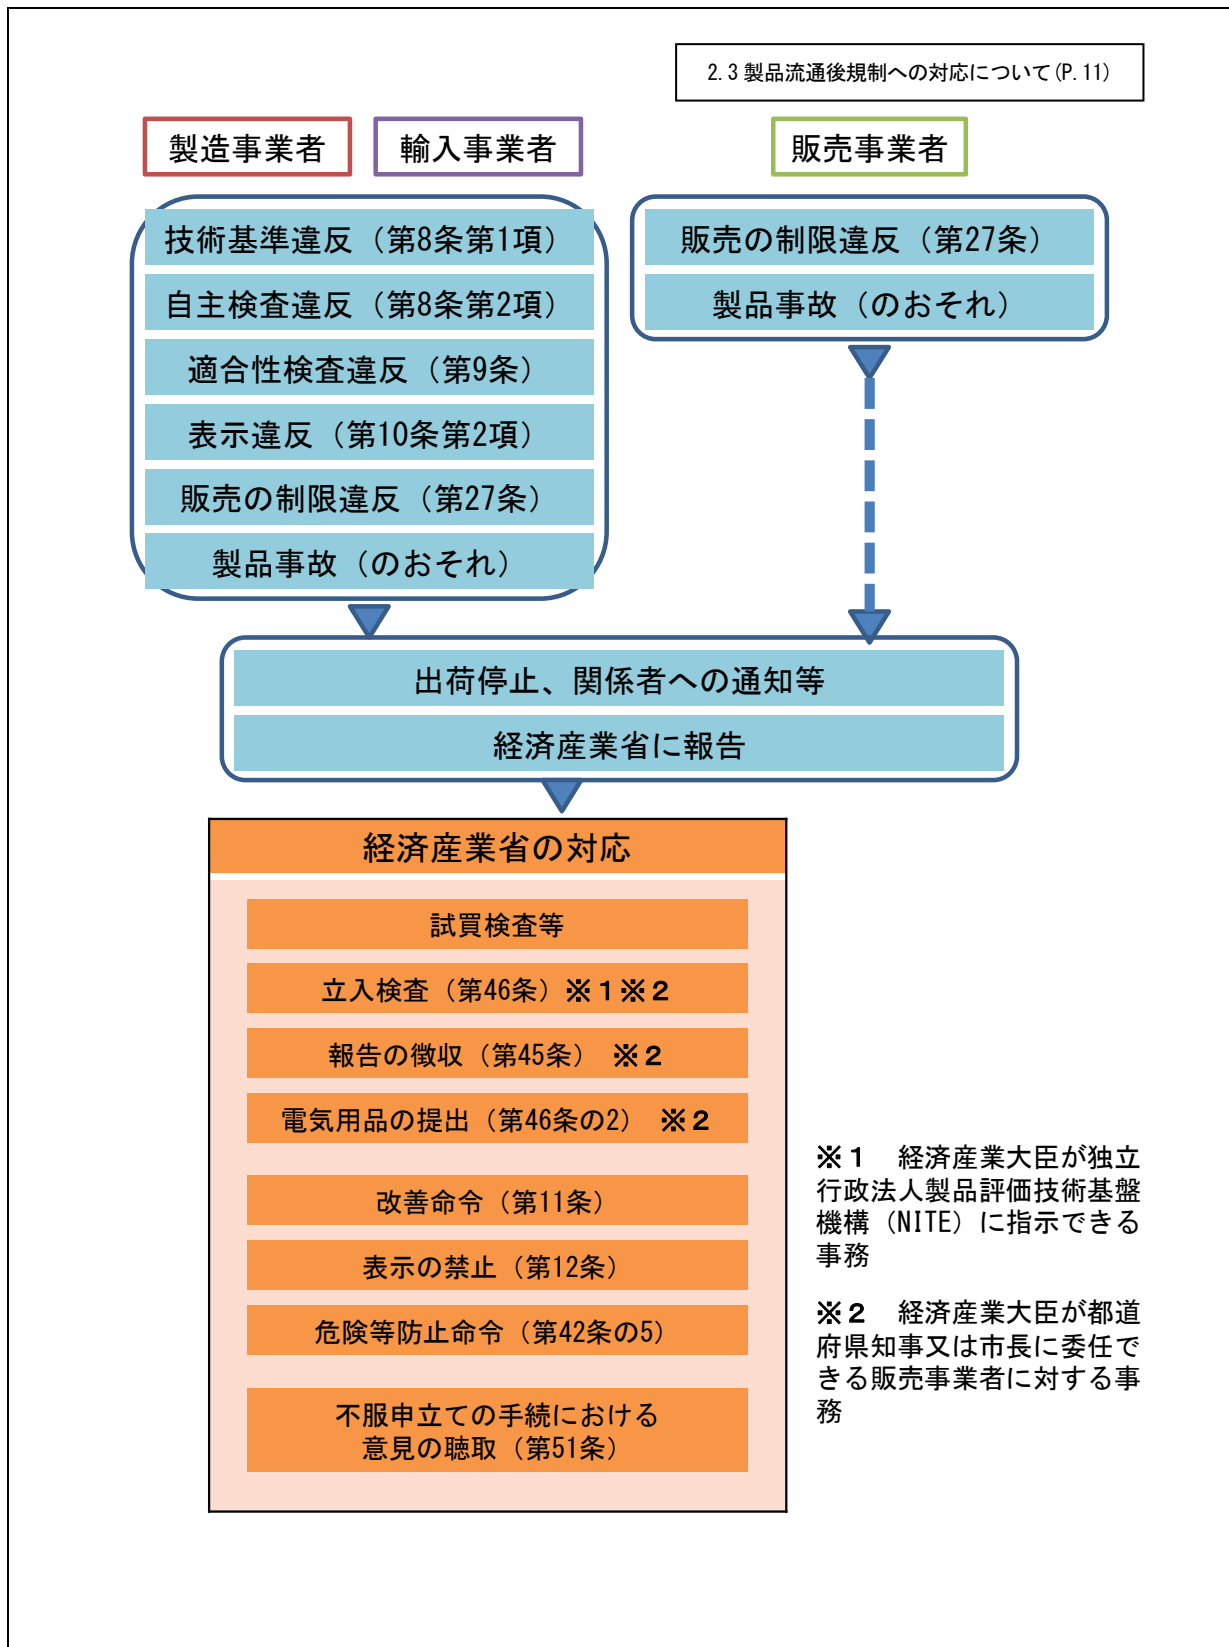 2.3 製品流通後規制への対応について(P.11)
製造事業者
輸入事業者
販売事業者
技術基準違反（第8条第1項）
自主検査違反（第8条第2項）
適合性検査違反（第9条）
表示違反（第10条第2項）
販売の制限違反（第27条）
製品事故（のおそれ）
販売の制限違反（第27条）
製品事故（のおそれ）
出荷停止、関係者への通知等
経済産業省に報告
経済産業省の対応
試買検査等
立入検査（第46条）※１※２
報告の徴収（第45条）　※２
電気用品の提出（第46条の2）　※２
改善命令（第11条）
表示の禁止（第12条）
危険等防止命令（第42条の5）
不服申立ての手続における
意見の聴取（第51条）
※１　経済産業大臣が独立
行政法人製品評価技術基盤
機構（NITE）に指示できる
事務
※２　経済産業大臣が都道
府県知事又は市長に委任で
きる販売事業者に対する事
務